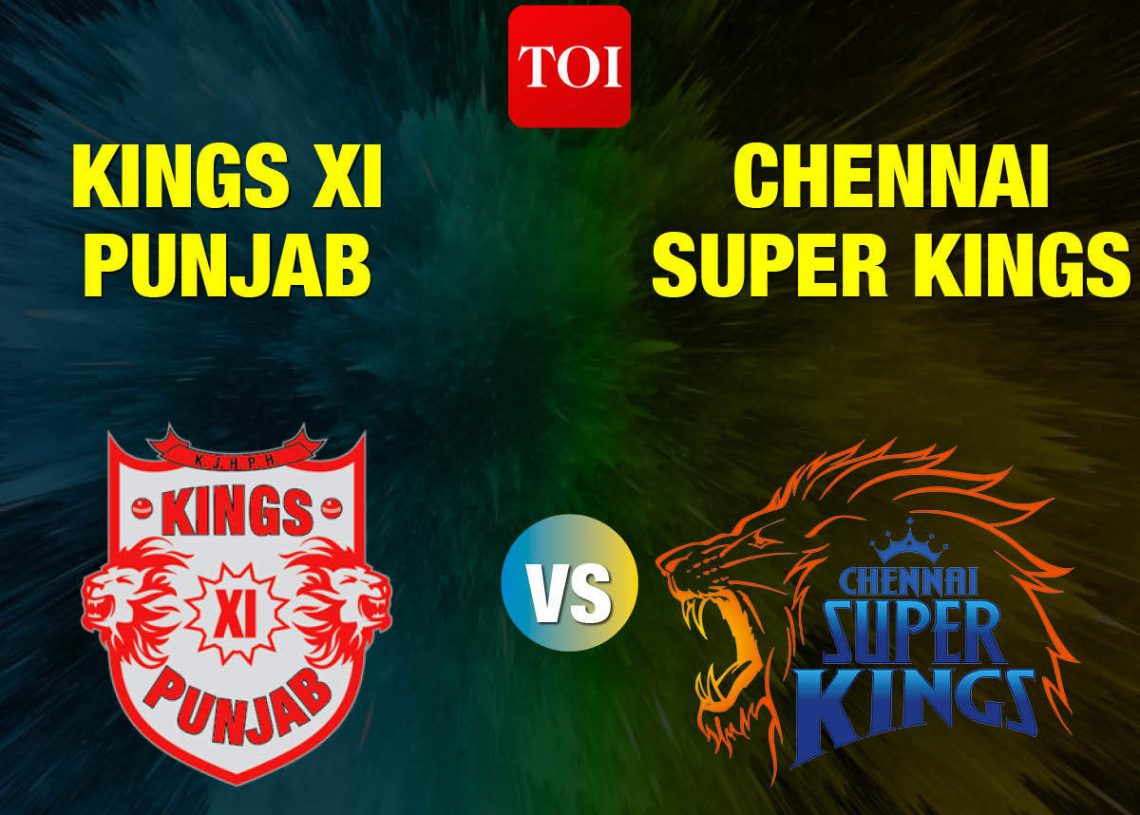 TOI
KINGS XI
PUNJAB
CHENNAI
SUPER KINGS
K.J.H.P.H.
KINGS
XI
PUNJAB
VS
CHENNAI
SUPER
KINGS